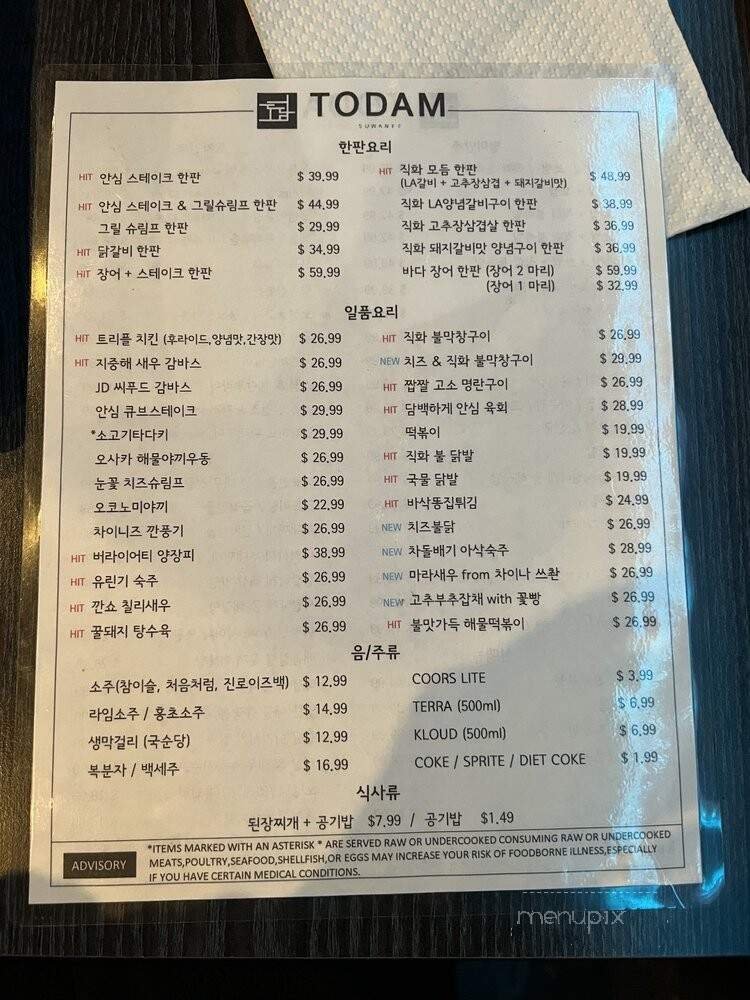 TODAM
SUWANEE
한판요리
HIT 안심 스테이크 한판 $ 39.99
HIT 안심 스테이크 & 그릴슈림프 한판 $ 44.99
그릴 슈림프 한판 $ 29.99
HIT 닭갈비 한판 $ 34.99
HIT 장어 + 스테이크 한판 $ 59.99
HIT 직화 모듬 한판 $ 48.99
(LA갈비 + 고추장삼겹 + 돼지갈비맛)
직화 LA양념갈비구이 한판 $ 38.99
직화 고추장삼겹살 한판 $ 36.99
직화 돼지갈비맛 양념구이 한판 $ 36.99
바다 장어 한판 (장어 2 마리) $ 59.99
(장어 1 마리) $ 32.99
일품요리
HIT 트리플 치킨 (후라이드,양념맛,간장맛) $ 26.99
HIT 지중해 새우 감바스 $ 26.99
JD 씨푸드 감바스 $ 26.99
안심 큐브스테이크 $ 29.99
*소고기타다키 $ 29.99
오사카 해물야끼우동 $ 26.99
눈꽃 치즈슈림프 $ 26.99
오코노미야끼 $ 22.99
차이니즈 깐풍기 $ 26.99
HIT 버라이어티 양장피 $ 38.99
HIT 유린기 숙주 $ 26.99
HIT 깐쇼 칠리새우 $ 26.99
HIT 꿀돼지 탕수육 $ 26.99
HIT 직화 불막창구이 $ 26.99
NEW 치즈 & 직화 불막창구이 $ 29.99
HIT 짭짤 고소 명란구이 $ 26.99
HIT 담백하게 안심 육회 $ 28.99
떡볶이 $ 19.99
HIT 직화 불 닭발 $ 19.99
HIT 국물 닭발 $ 19.99
HIT 바삭똥집튀김 $ 24.99
NEW 치즈불닭 $ 26.99
NEW 차돌배기 아삭숙주 $ 28.99
NEW 마라새우 from 차이나 쓰촨 $ 26.99
NEW 고추부추잡채 with 꽃빵 $ 26.99
HIT 불맛가득 해물떡볶이 $ 26.99
음/주류
소주(참이슬, 처음처럼, 진로이즈백) $ 12.99
라임소주 / 홍초소주 $ 14.99
생막걸리 (국순당) $ 12.99
복분자 / 백세주 $ 16.99
COORS LITE $ 3.99
TERRA (500ml) $ 6.99
KLOUD (500ml) $ 6.99
COKE / SPRITE / DIET COKE $ 1.99
식사류
된장찌개 + 공기밥 $7.99 / 공기밥 $1.49
ADVISORY
*ITEMS MARKED WITH AN ASTERISK * ARE SERVED RAW OR UNDERCOOKED CONSUMING RAW OR UNDERCOOKED
MEATS,POULTRY,SEAFOOD,SHELLFISH,OR EGGS MAY INCREASE YOUR RISK OF FOODBORNE ILLNESS,ESPECIALLY
IF YOU HAVE CERTAIN MEDICAL CONDITIONS.
menupix